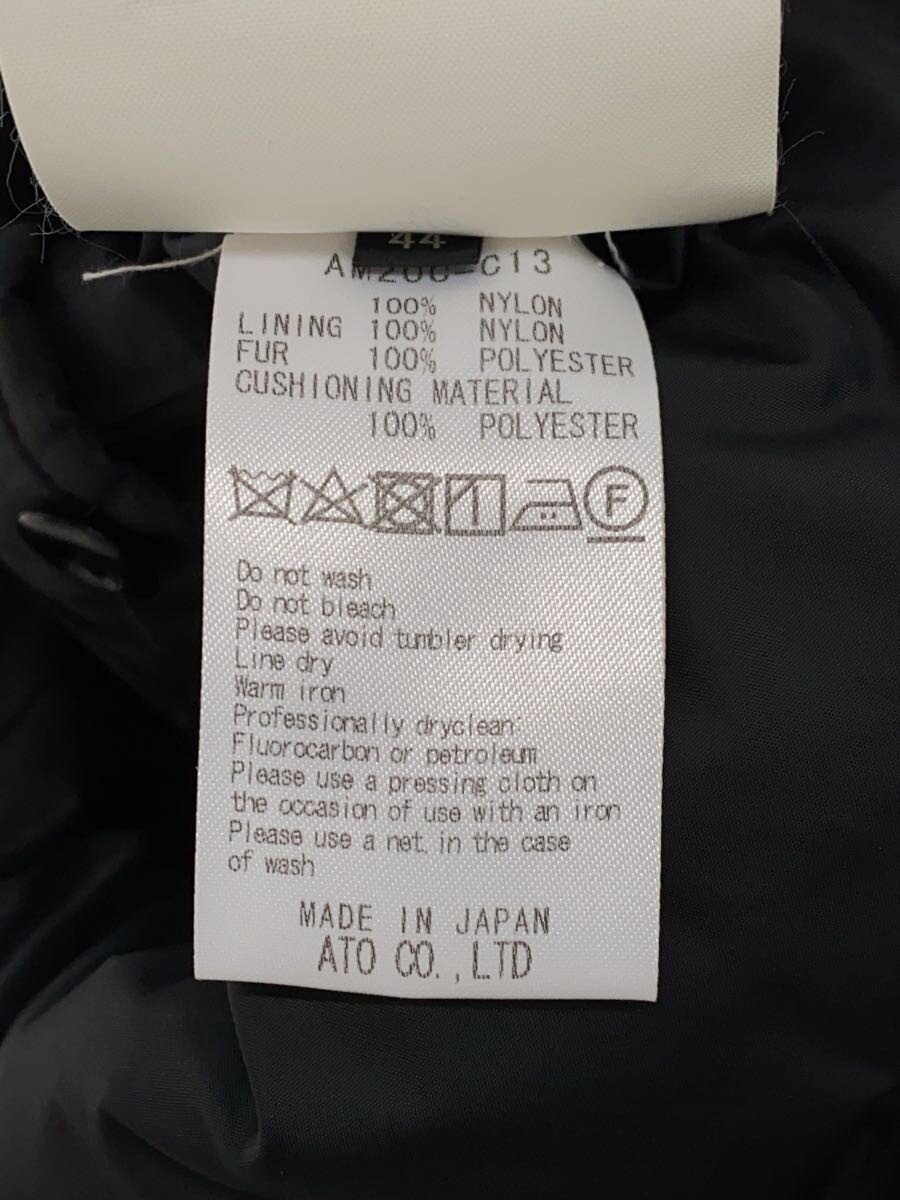 44
C13
100% NYLON
LINING 100% NYLON
FUR 100% POLYESTER
CUSHIONING MATERIAL
100% POLYESTER
F
Do not wash
Do not bleach
Please avoid tumbler drying
Line dry
Warm iron
Professionally dryclean:
Fluorocarbon or petroleum
Please use a pressing cloth on
the occasion of use with an iron
Please use a net. in the case
of wash
MADE IN JAPAN
ATO CO.,LTD